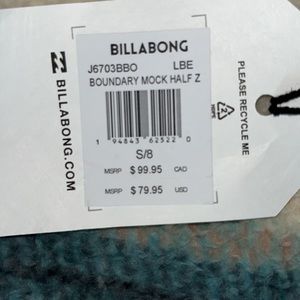 BILLABONG
J6703BBO LBE
BOUNDARY MOCK HALF Z
1 94843 62522 0
S/8
MSRP $ 99.95 CAD
MSRP $ 79.95 USD
BILLABONG.COM
PLEASE RECYCLE ME